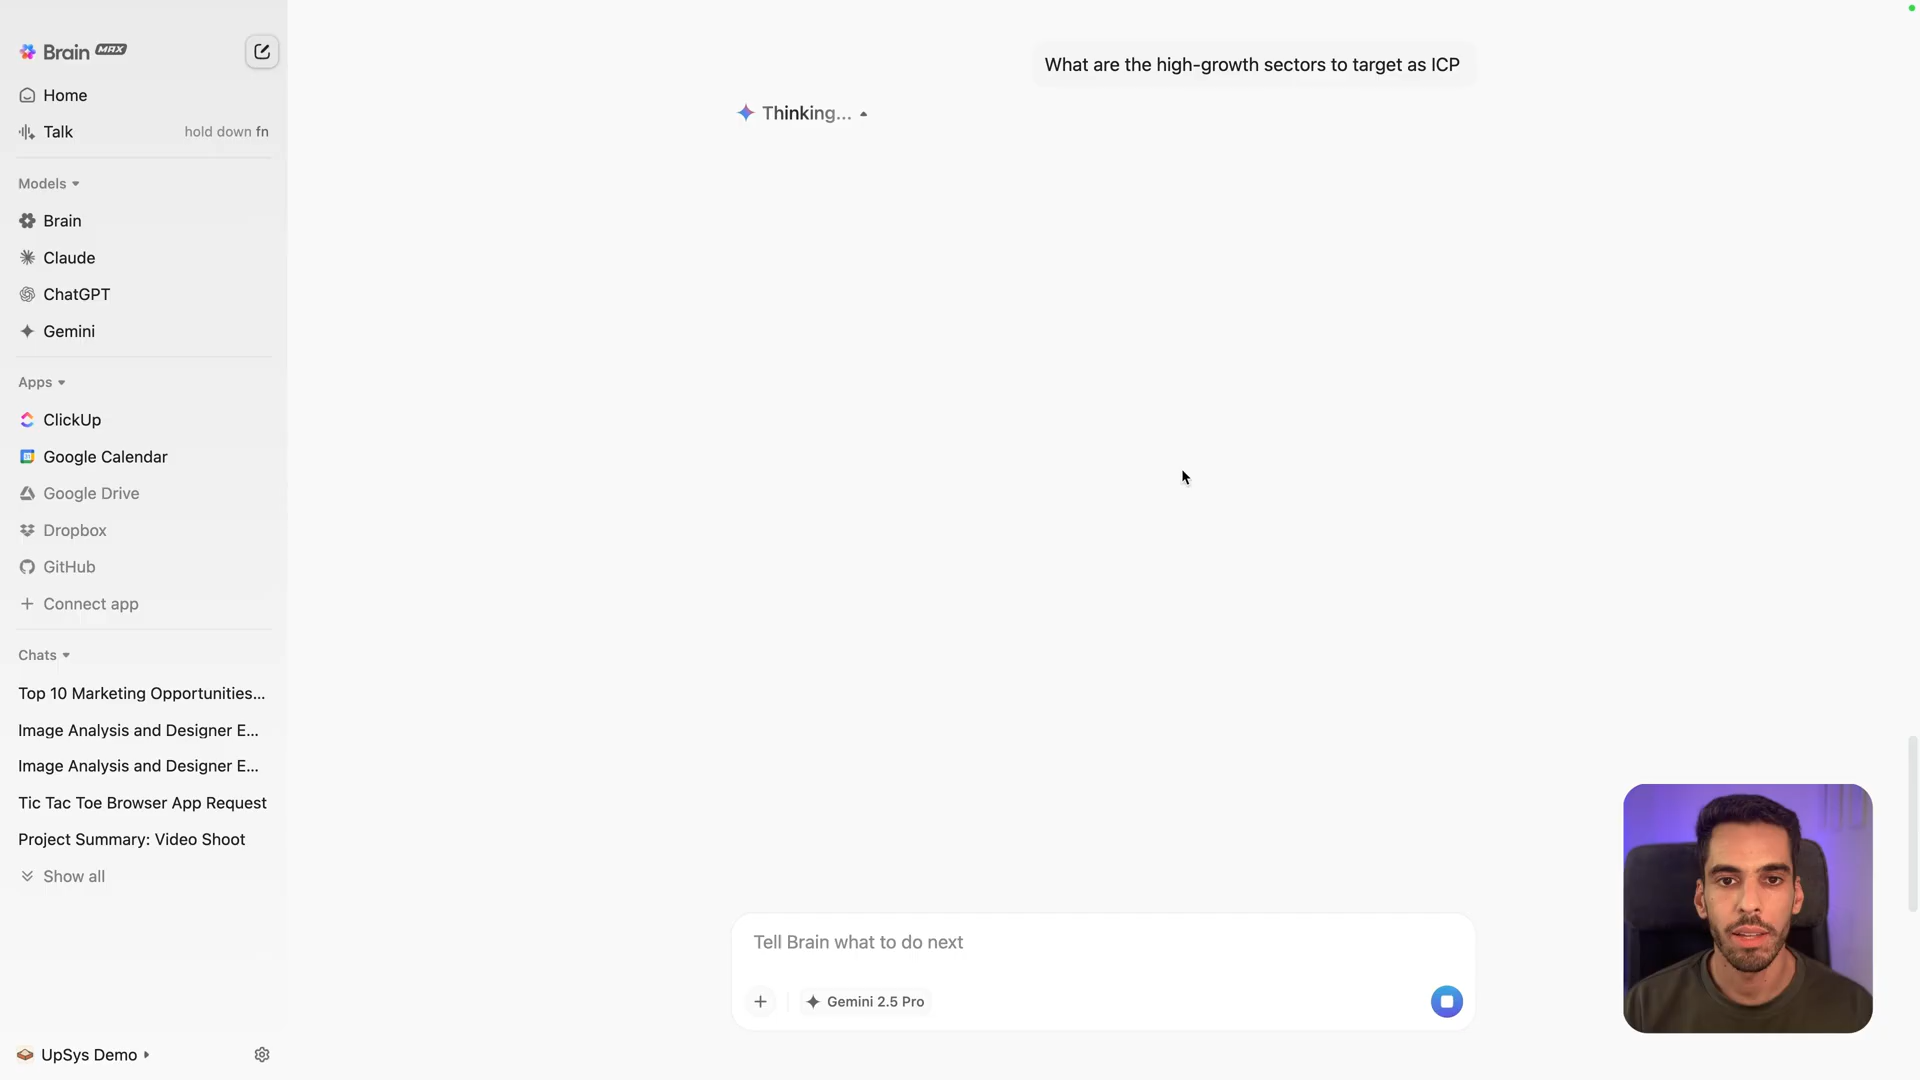 Brain MAX
Home
Talk hold down fn
Models
Brain
Claude
ChatGPT
Gemini
Apps
ClickUp
Google Calendar
Google Drive
Dropbox
GitHub
Connect app
Chats
Top 10 Marketing Opportunities...
Image Analysis and Designer E...
Image Analysis and Designer E...
Tic Tac Toe Browser App Request
Project Summary: Video Shoot
Show all
UpSys Demo
What are the high-growth sectors to target as ICP
Thinking...
Tell Brain what to do next
Gemini 2.5 Pro